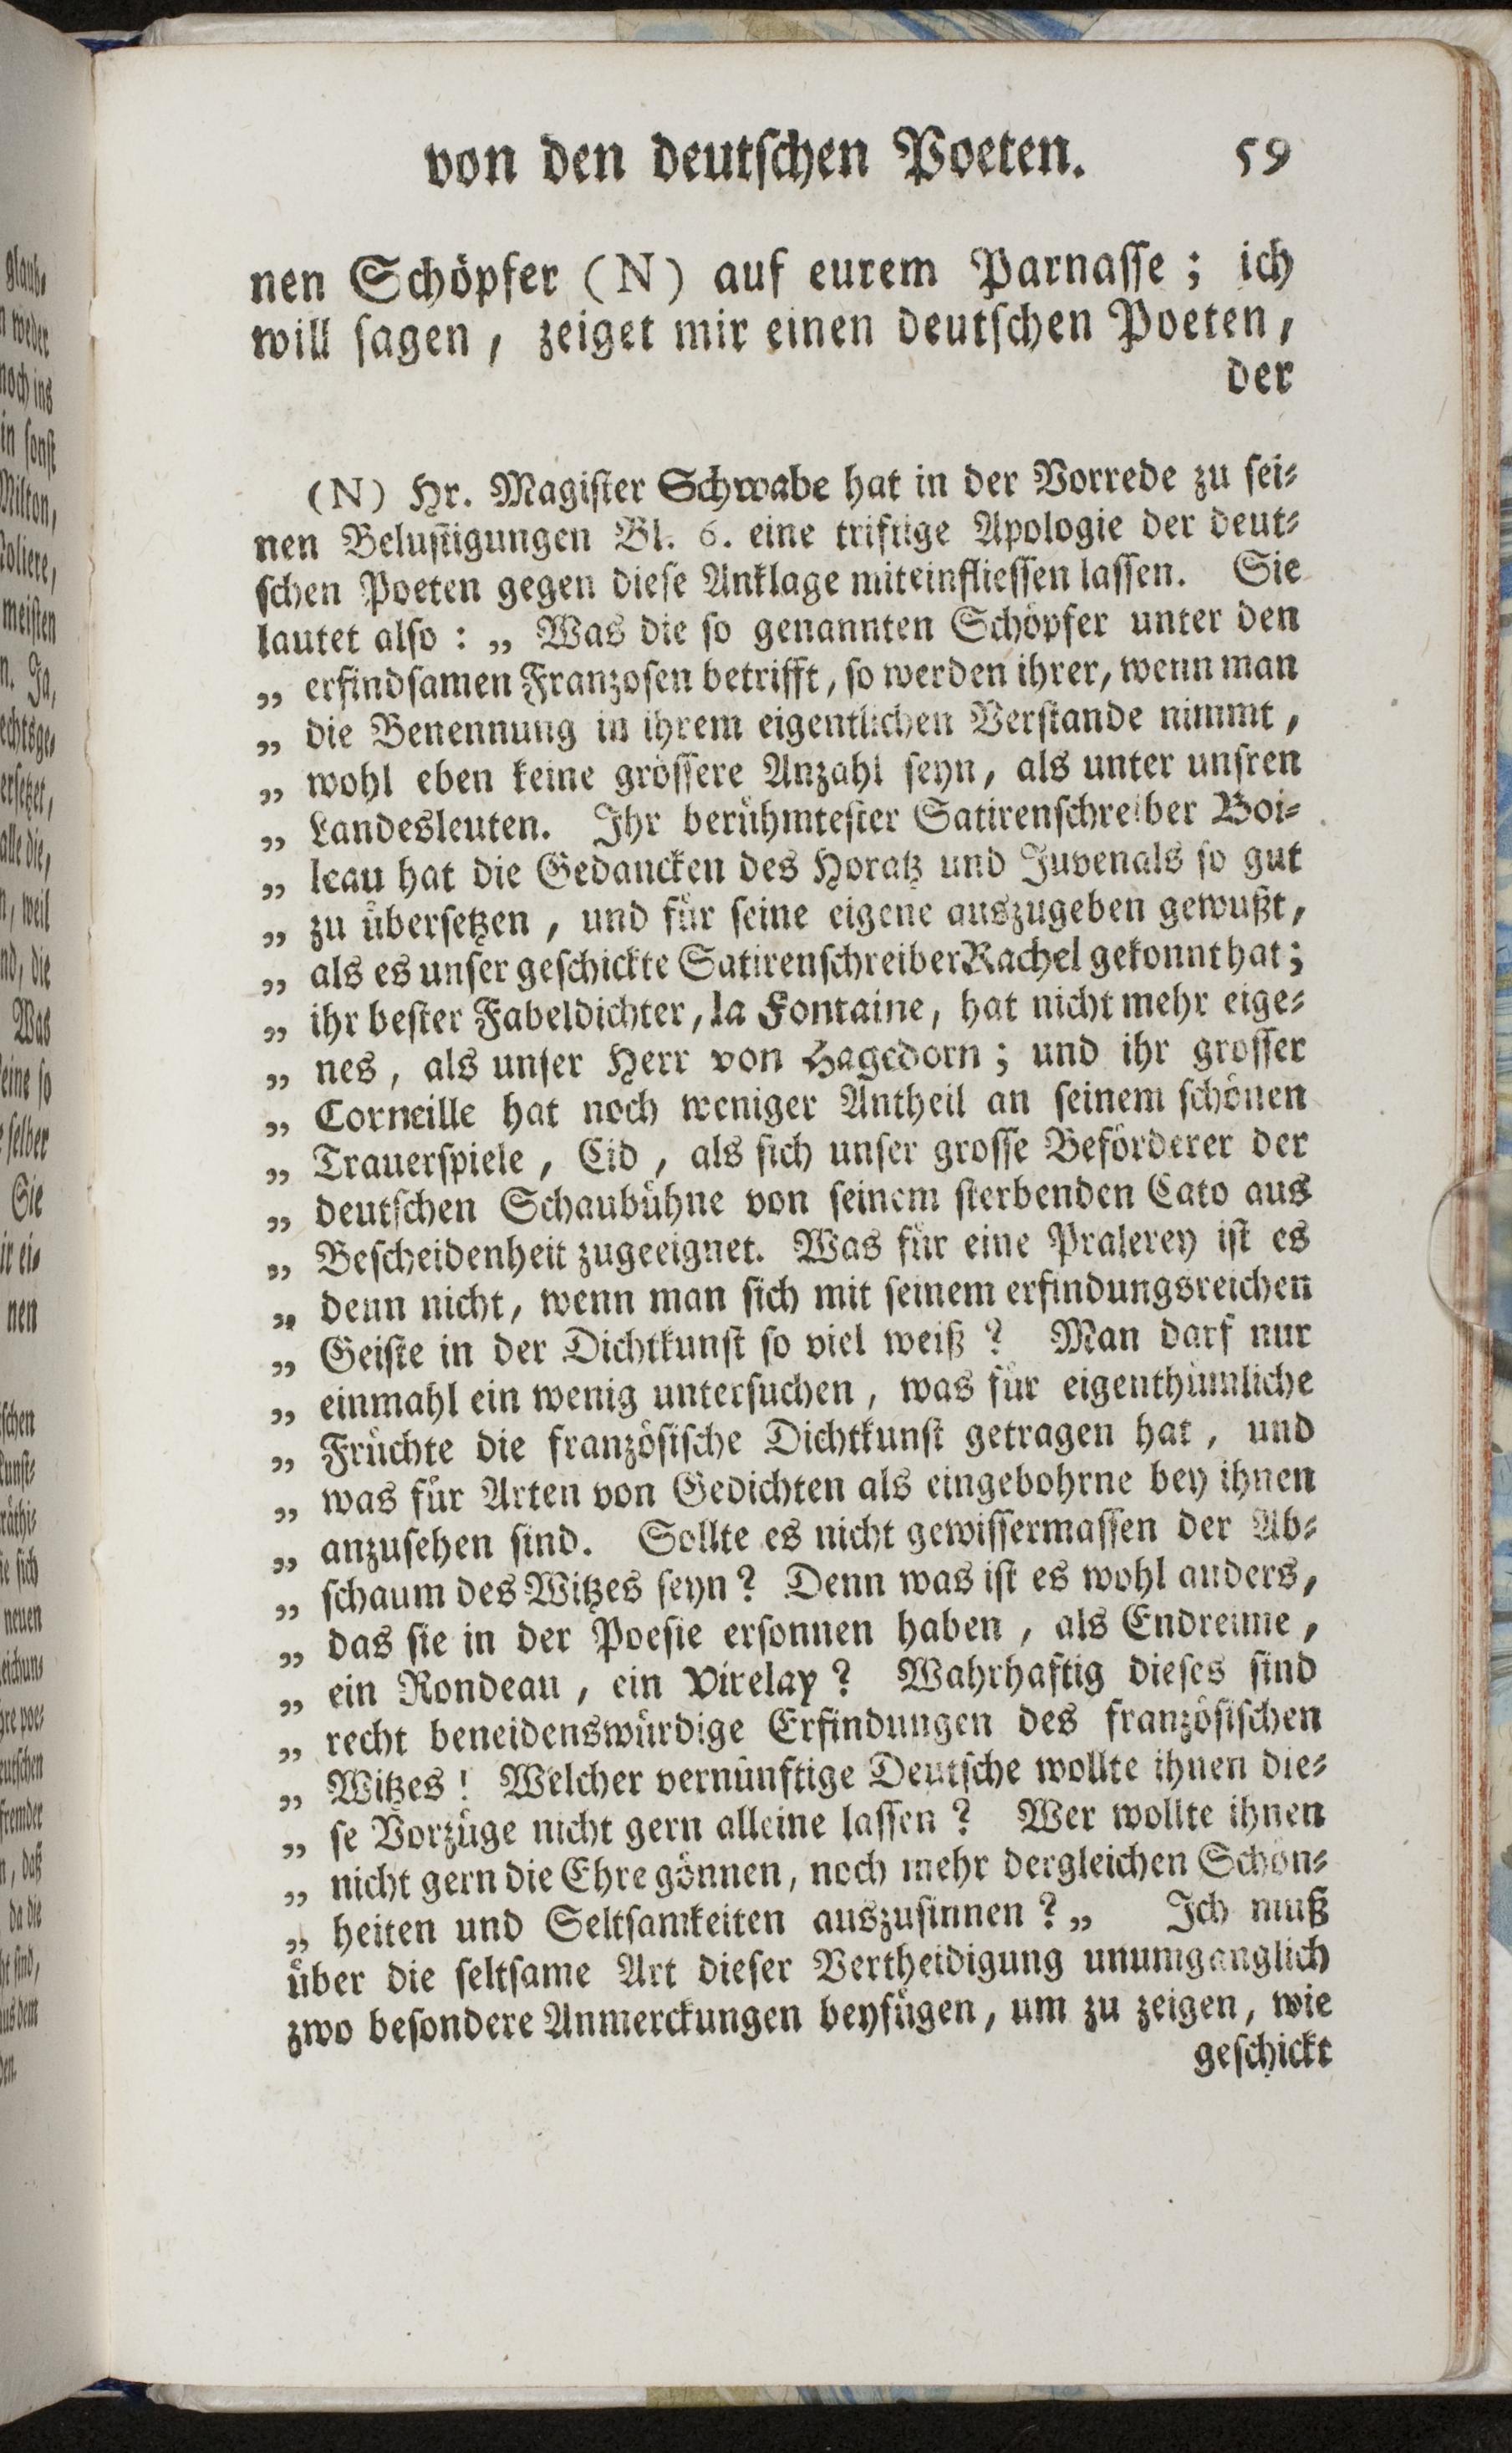 von den deutschen Poeten. 59
nen Schöpfer (N) auf eurem Parnasse; ich
will sagen, zeiget mir einen deutschen Poeten,
der
(N) Hr. Magister Schwabe hat in der Vorrede zu sei-
nen Belustigungen Bl. 6. eine triftige Apologie der deut-
schen Poeten gegen diese Anklage miteinfliessen lassen. Sie
lautet also: „ Was die so genannten Schöpfer unter den
„ erfindsamen Franzosen betrifft, so werden ihrer, wenn man
„ die Benennung in ihrem eigentlichen Verstande nimmt,
„ wohl eben keine grössere Anzahl seyn, als unter unsren
„ Landesleuten. Ihr berühmtester Satirenschreiber Boi-
„ leau hat die Gedancken des Horatz und Juvenals so gut
„ zu übersetzen, und für seine eigene auszugeben gewußt,
„ als es unser geschickte Satirenschreiber Rachel gekonnt hat;
„ ihr bester Fabeldichter, la Fontaine, hat nicht mehr eige-
„ nes, als unser Herr von Hagedorn; und ihr grosser
„ Corneille hat noch weniger Antheil an seinem schönen
„ Trauerspiele, Cid, als sich unser grosse Beförderer der
„ deutschen Schaubühne von seinem sterbenden Cato aus
„ Bescheidenheit zugeeignet. Was für eine Pralerey ist es
„ denn nicht, wenn man sich mit seinem erfindungsreichen
„ Geiste in der Dichtkunst so viel weiß? Man darf nur
„ einmahl ein wenig untersuchen, was für eigenthümliche
„ Früchte die französische Dichtkunst getragen hat, und
„ was für Arten von Gedichten als eingebohrne bey ihnen
„ anzusehen sind. Sollte es nicht gewissermassen der Ab-
„ schaum des Witzes seyn? Denn was ist es wohl anders,
„ das sie in der Poesie ersonnen haben, als Endreime,
„ ein Rondeau, ein Virelay? Wahrhaftig dieses sind
„ recht beneidenswürdige Erfindungen des französischen
„ Witzes! Welcher vernünftige Deutsche wollte ihnen die-
„ se Vorzüge nicht gern alleine lassen? Wer wollte ihnen
„ nicht gern die Ehre gönnen, noch mehr dergleichen Schön-
„ heiten und Seltsamkeiten auszusinnen?„ Ich muß
über die seltsame Art dieser Vertheidigung unumganglich
zwo besondere Anmerckungen beyfügen, um zu zeigen, wie
geschickt